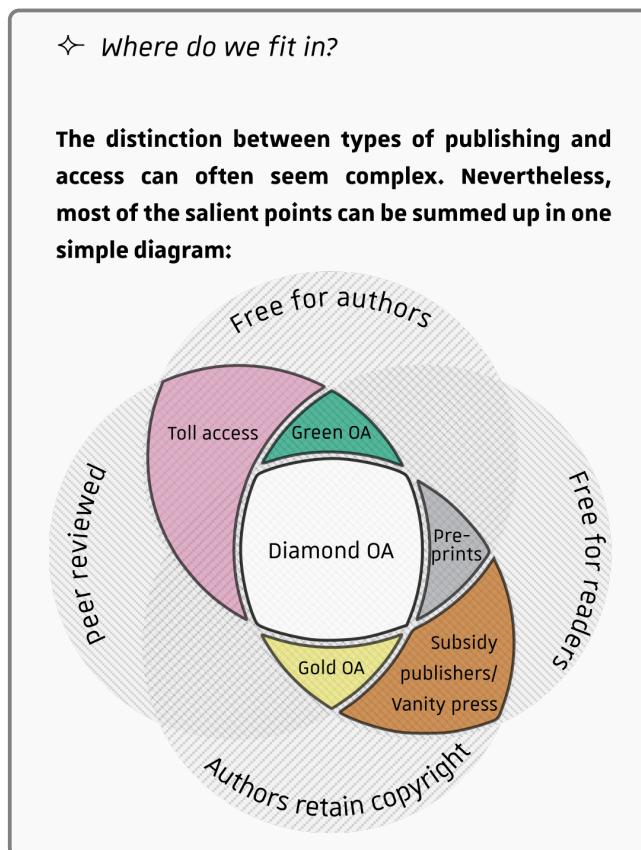 Where do we fit in?
The distinction between types of publishing and
access can often seem complex. Nevertheless,
most of the salient points can be summed up in one
simple diagram:
Free for authors
Toll access
Green OA
Peer reviewed
Free for readers
Diamond OA
Pre-
prints
Subsidy
publishers/
Vanity press
Gold OA
Authors retain copyright